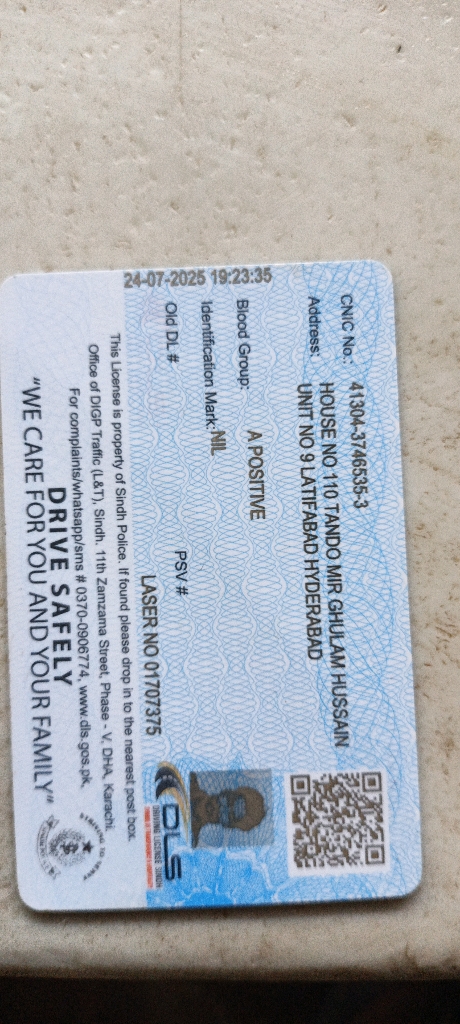 CNIC No.: 41304-3746535-3
Address: HOUSE NO 110 TANDO MIR GHULAM HUSSAIN
UNIT NO 9 LATIFABAD HYDERABAD
Blood Group: A POSITIVE
Identification Mark: NIL
Old DL #
PSV #
LASER NO 01707375
24-07-2025 19:23:35
DLS
DRIVING LICENSE SINDH
This License is property of Sindh Police. If found please drop in to the nearest post box.
Office of DIGP Traffic (L&T), Sindh. 11th Zamzama Street, Phase - V, DHA, Karachi.
For complaints/whatsapp/sms # 0370-0906774, www.dls.gos.pk,
DRIVE SAFELY
"WE CARE FOR YOU AND YOUR FAMILY"